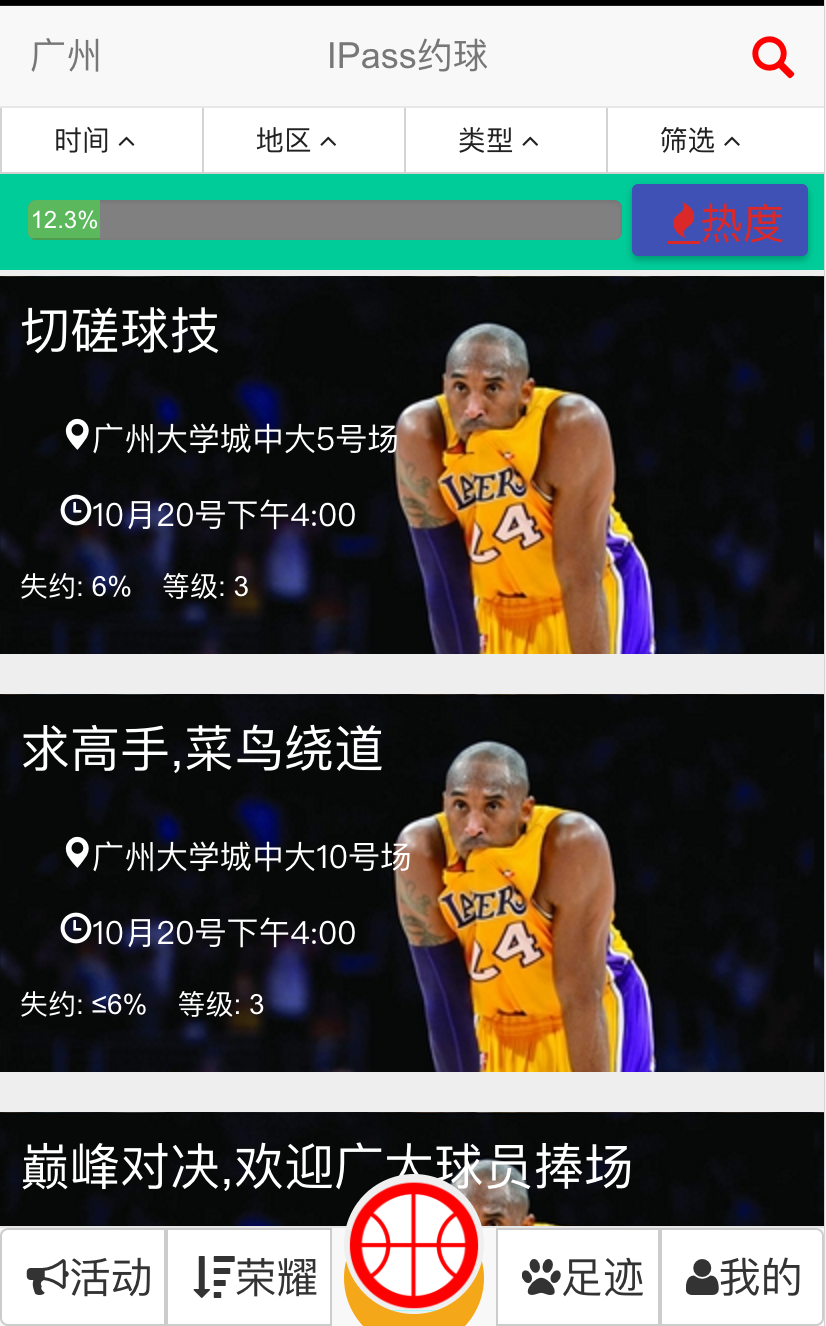 广州 IPass约球
时间 地区 类型 筛选
12.3% 热度
切磋球技
广州大学城中大5号场
10月20号下午4:00
失约: 6% 等级: 3
LAKERS
24
求高手,菜鸟绕道
广州大学城中大10号场
10月20号下午4:00
失约: ≤6% 等级: 3
LAKERS
24
巅峰对决,欢迎广大球员捧场
活动 荣耀 足迹 我的